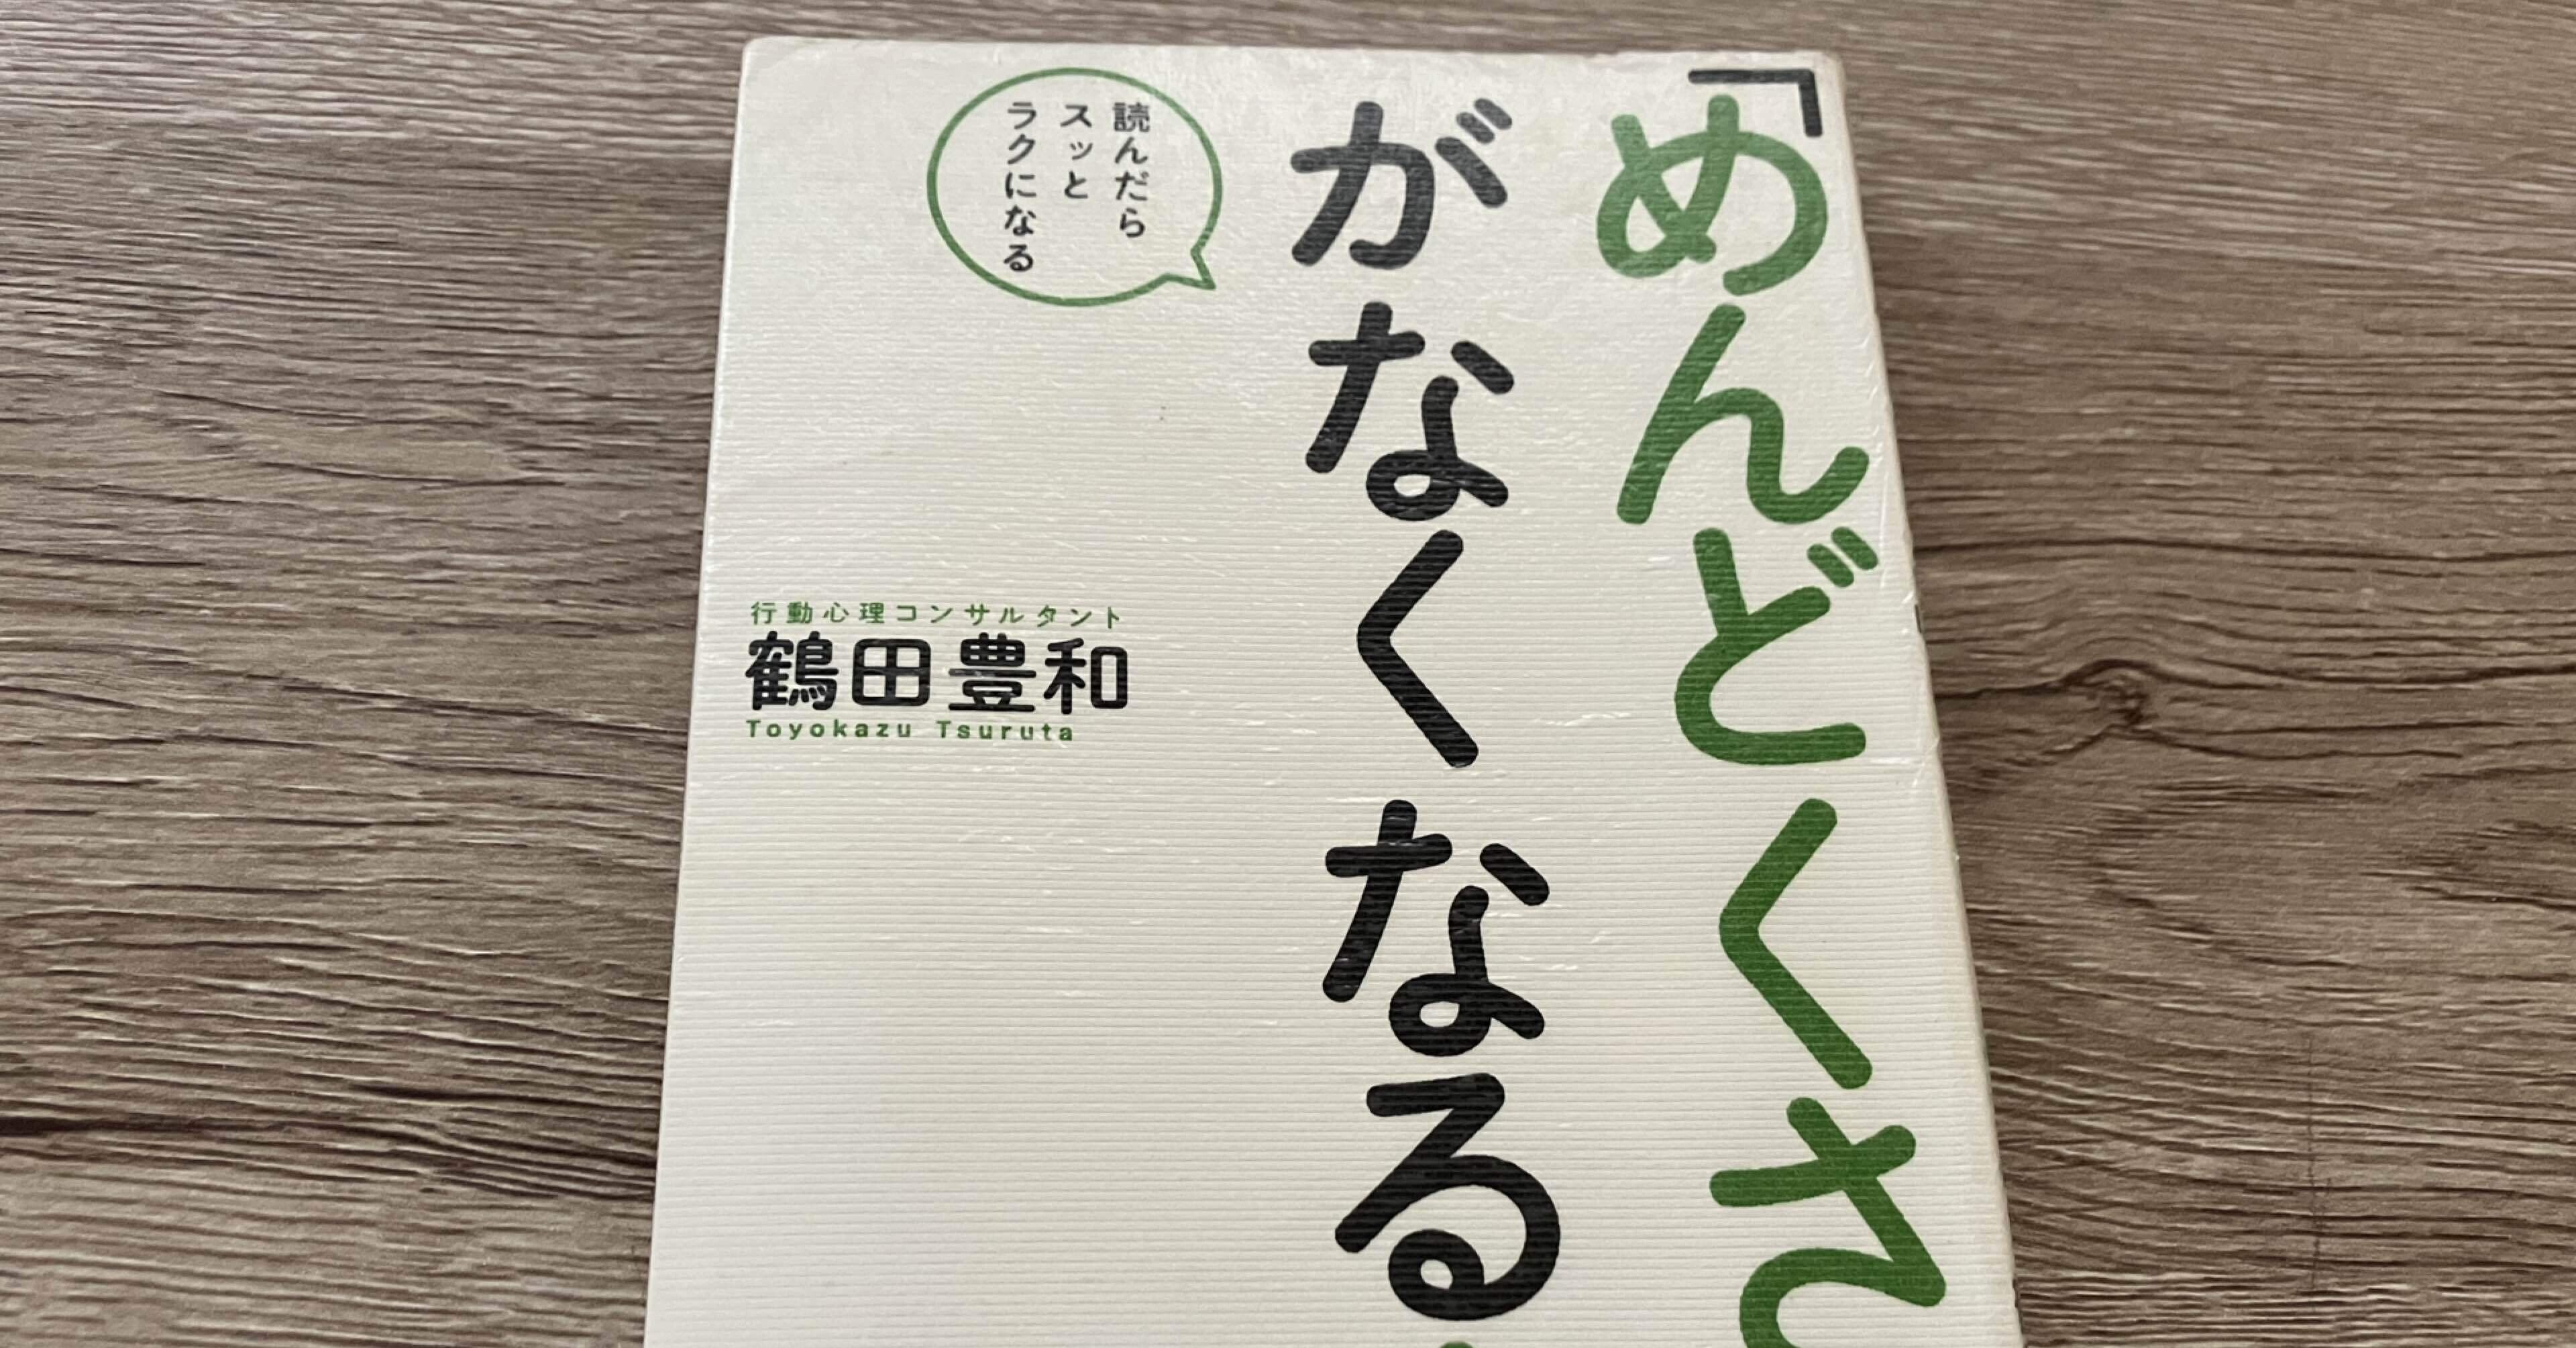 「めんどくさ
がなくなる
読んだら
スッと
ラクになる
行動心理コンサルタント
鶴田豊和
Toyokazu Tsuruta